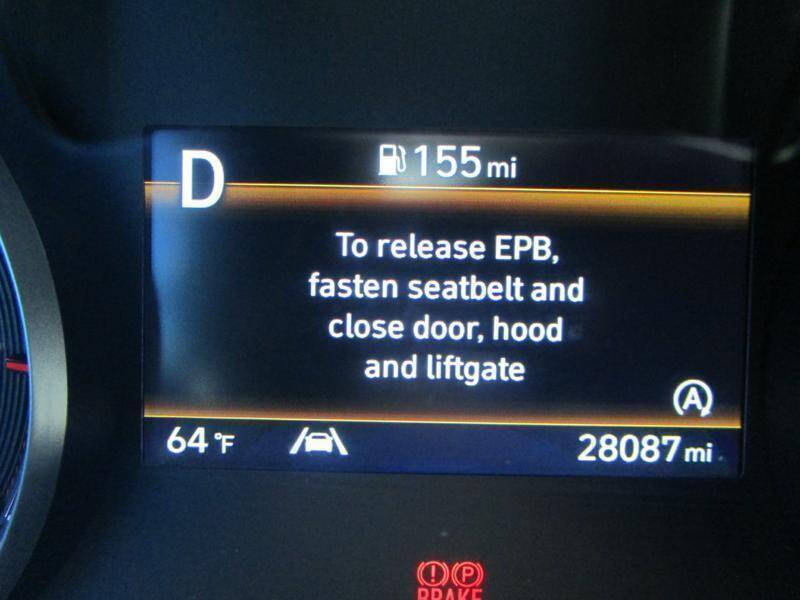 D
155 mi
To release EPB,
fasten seatbelt and
close door, hood
and liftgate
A
64 °F
28087 mi
(!) (P)
BRAKE